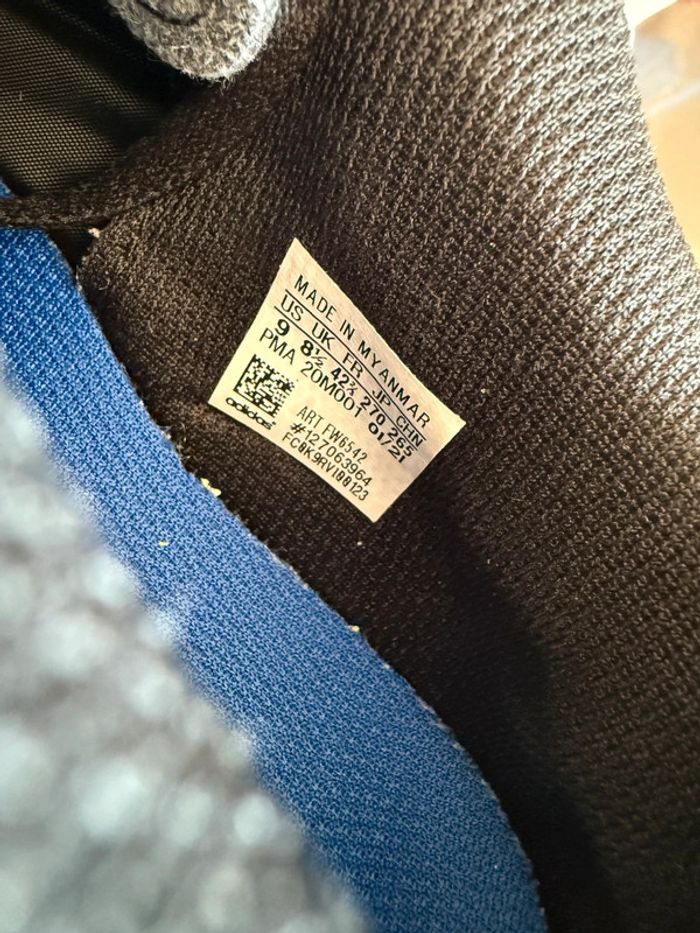 MADE IN MYANMAR
US UK FR JP CHN
9 8½ 42⅔ 270 265
PMA 20M001 01/21
adidas
ART FW6542
#127063964
FC0K9RV100123